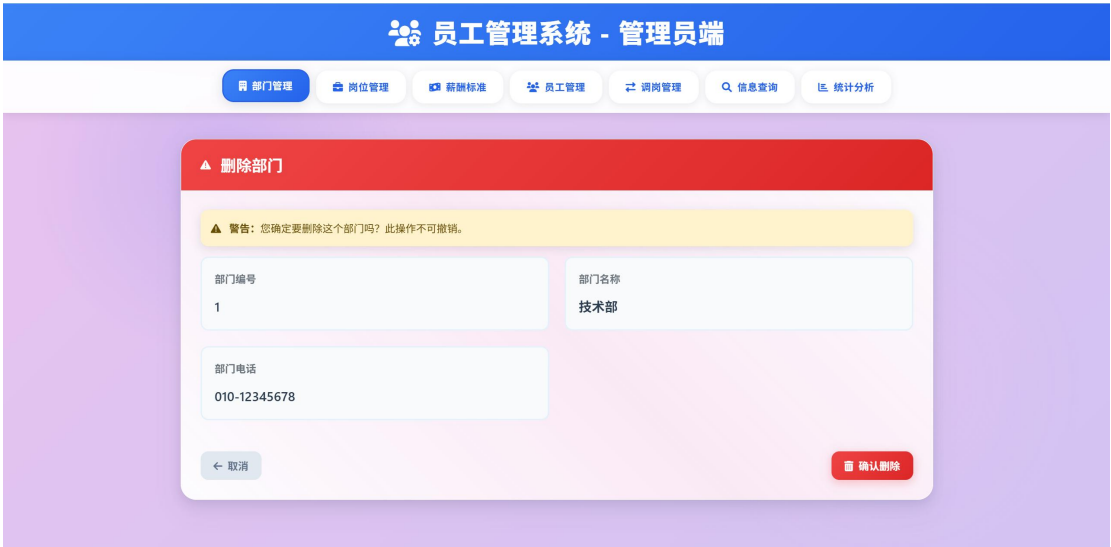 员工管理系统 - 管理员端
部门管理 岗位管理 薪酬标准 员工管理 调岗管理 信息查询 统计分析
删除部门
警告：您确定要删除这个部门吗？此操作不可撤销。
部门编号 部门名称
1 技术部
部门电话
010-12345678
取消 确认删除